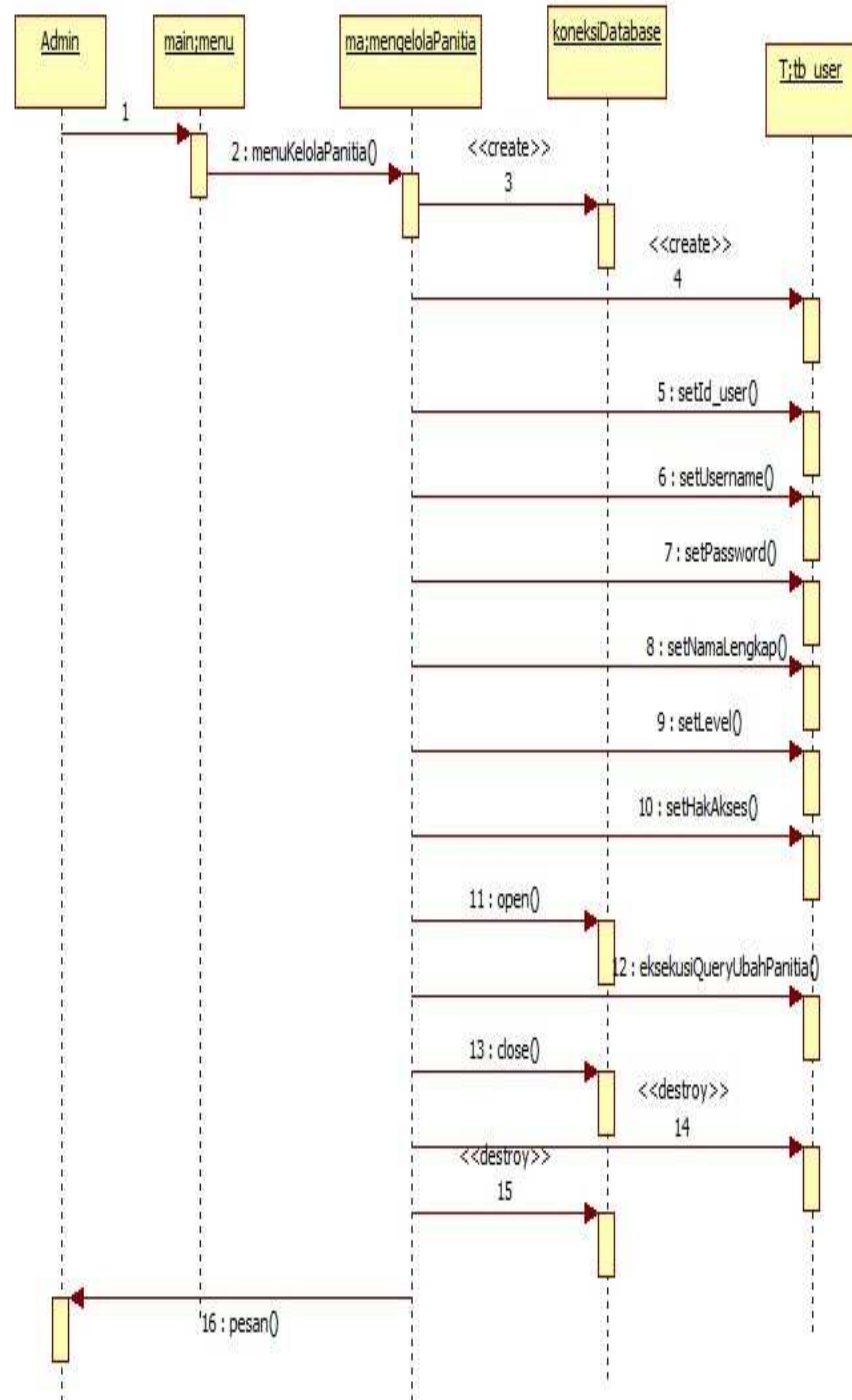 Admin
main;menu
ma;mengelolaPanitia
koneksiDatabase
T;tb_user
1
2 : menuKelolaPanitia()
<<create>>
3
<<create>>
4
5 : setId_user()
6 : setUsername()
7 : setPassword()
8 : setNamaLengkap()
9 : setLevel()
10 : setHakAkses()
11 : open()
12 : eksekusiQueryUbahPanitia()
13 : close()
<<destroy>>
14
<<destroy>>
15
16 : pesan()